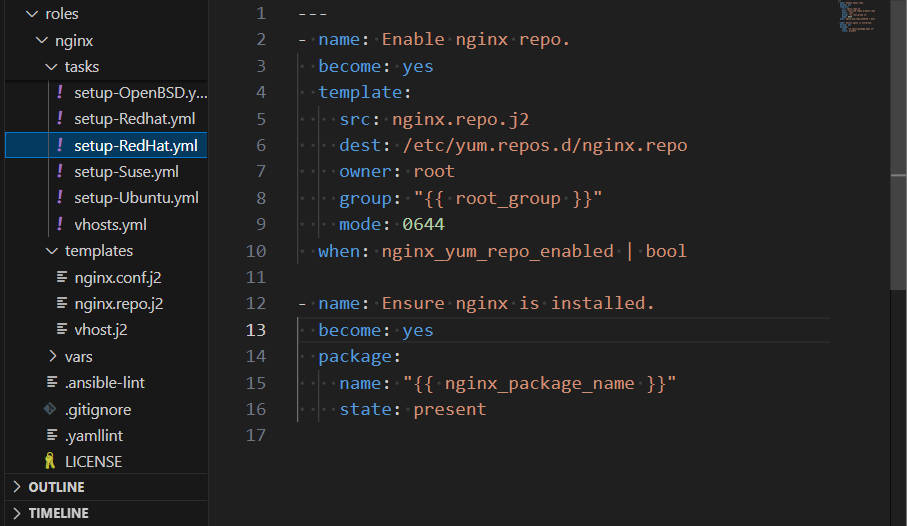 roles
nginx
tasks
setup-OpenBSD.y...
setup-Redhat.yml
setup-RedHat.yml
setup-Suse.yml
setup-Ubuntu.yml
vhosts.yml
templates
nginx.conf.j2
nginx.repo.j2
vhost.j2
vars
.ansible-lint
.gitignore
.yamllint
LICENSE
OUTLINE
TIMELINE
1 ---
2 - name: Enable nginx repo.
3   become: yes
4   template:
5     src: nginx.repo.j2
6     dest: /etc/yum.repos.d/nginx.repo
7     owner: root
8     group: "{{ root_group }}"
9     mode: 0644
10   when: nginx_yum_repo_enabled | bool
11
12 - name: Ensure nginx is installed.
13   become: yes
14   package:
15     name: "{{ nginx_package_name }}"
16     state: present
17